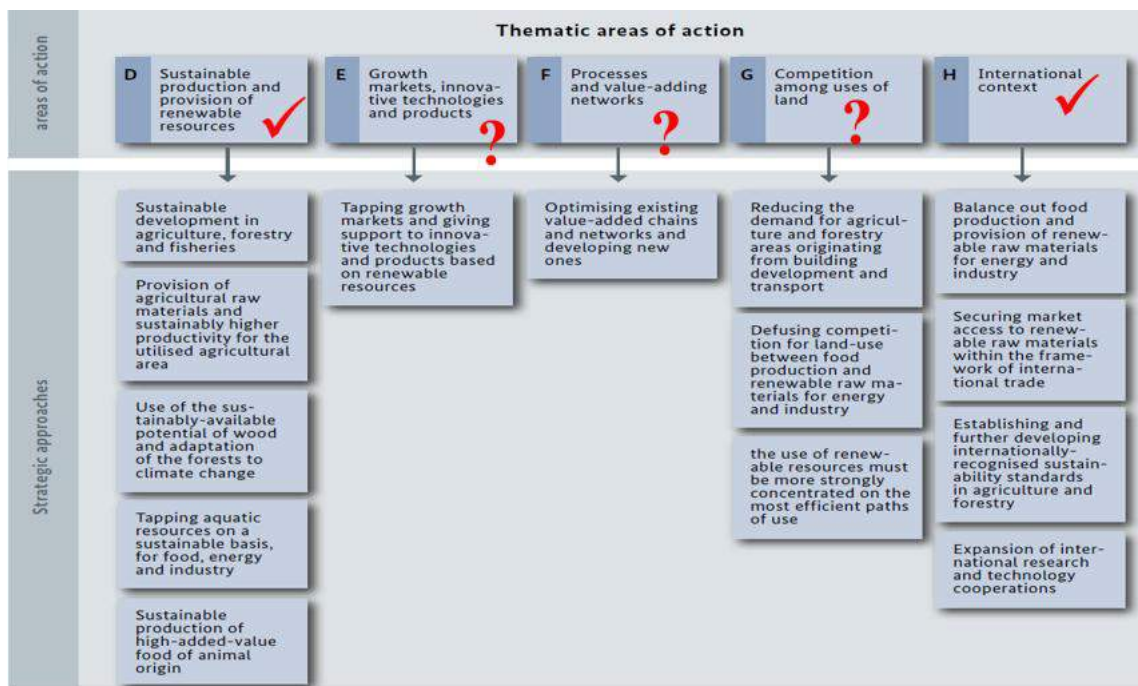 Thematic areas of action
areas of action
D
Sustainable
production and
provision of
renewable
resources
E
Growth
markets, innova-
tive technologies
and products
?
F
Processes
and value-adding
networks
?
G
Competition
among uses of
land
?
H
International
context
Strategic approaches
Sustainable
development in
agriculture, forestry
and fisheries
Provision of
agricultural raw
materials and
sustainably higher
productivity for the
utilised agricultural
area
Use of the sus-
tainably-available
potential of wood
and adaptation
of the forests to
climate change
Tapping aquatic
resources on a
sustainable basis,
for food, energy
and industry
Sustainable
production of
high-added-value
food of animal
origin
Tapping growth
markets and giving
support to innova-
tive technologies
and products based
on renewable
resources
Optimising existing
value-added chains
and networks and
developing new
ones
Reducing the
demand for agricul-
ture and forestry
areas originating
from building
development and
transport
Defusing competi-
tion for land-use
between food
production and
renewable raw ma-
terials for energy
and industry
the use of renew-
able resources must
be more strongly
concentrated on the
most efficient paths
of use
Balance out food
production and
provision of renew-
able raw materials
for energy and
industry
Securing market
access to renew-
able raw materials
within the frame-
work of interna-
tional trade
Establishing and
further developing
internationally-
recognised sustain-
ability standards
in agriculture and
forestry
Expansion of inter-
national research
and technology
cooperations